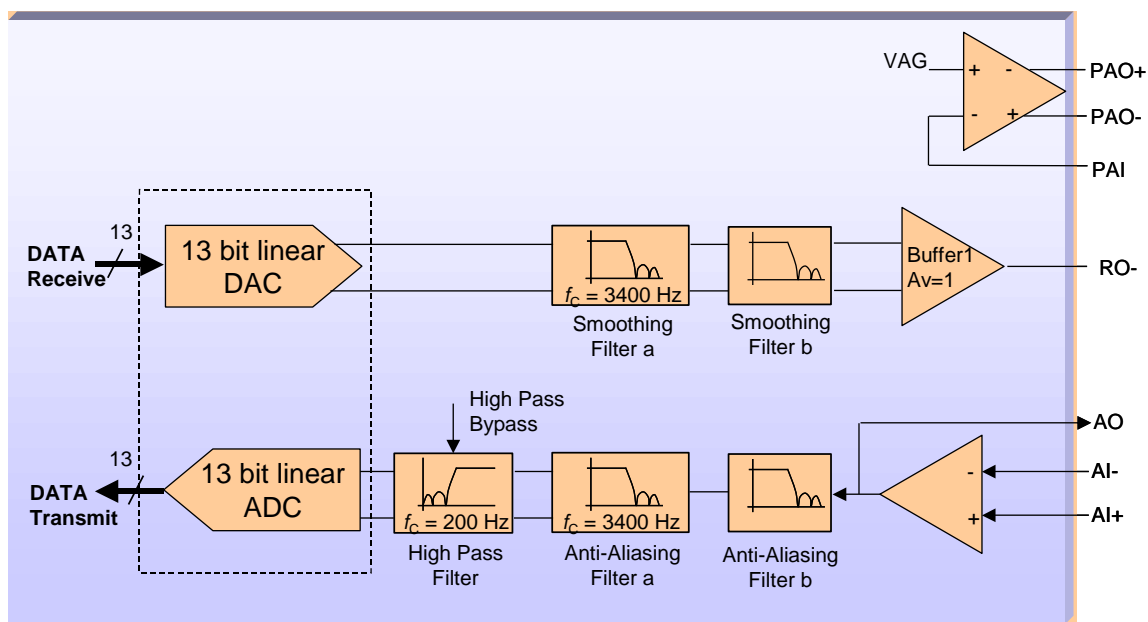 VAG
+
-
PAO+
-
+
PAO-
PAI
13
DATA
Receive
13 bit linear
DAC
fC = 3400 Hz
Smoothing
Filter a
Smoothing
Filter b
Buffer1
Av=1
RO-
High Pass
Bypass
AO
13
DATA
Transmit
13 bit linear
ADC
fC = 200 Hz
High Pass
Filter
fC = 3400 Hz
Anti-Aliasing
Filter a
Anti-Aliasing
Filter b
-
+
AI-
AI+